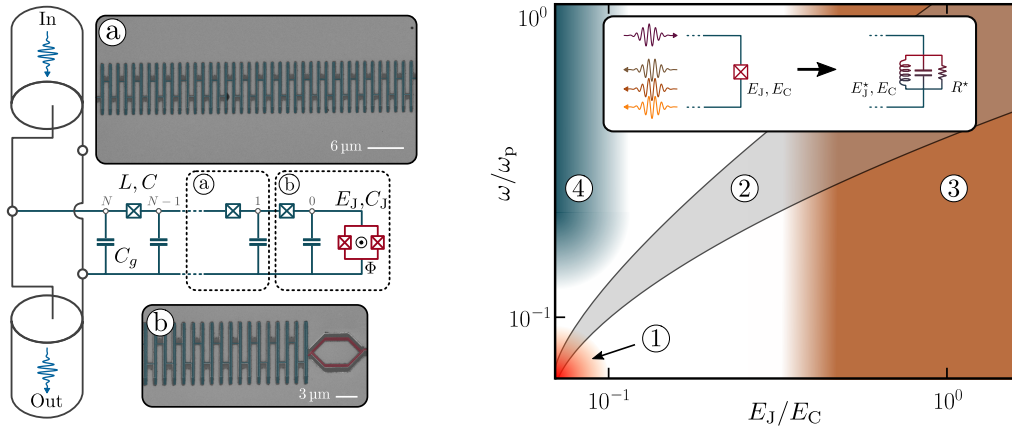 In
a
6 µm
L, C
N
N−1
a
1
b
0
E_J, C_J
C_g
Φ
b
3 µm
Out
10^0
ω/ω_p
10^-1
E_J, E_C
E_J^⋆, E_C
R^⋆
4
2
3
1
10^-1
10^0
E_J/E_C